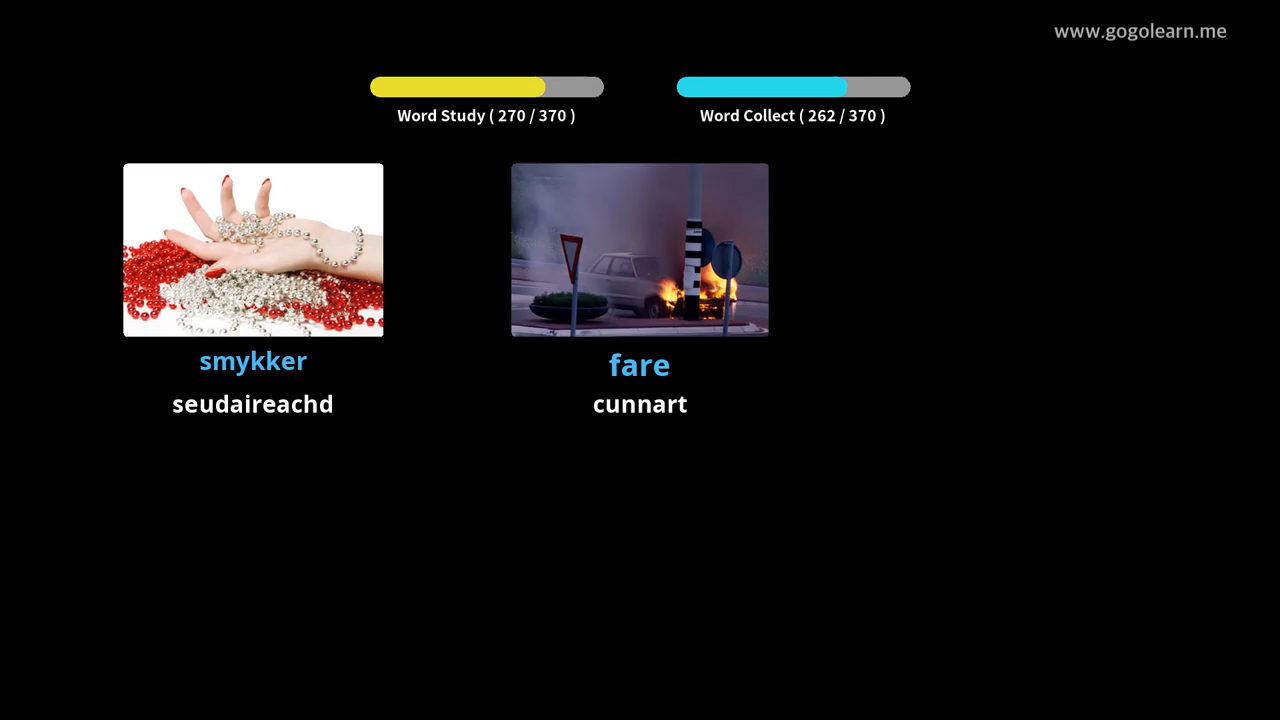 www.gogolearn.me
Word Study ( 270 / 370 )
Word Collect ( 262 / 370 )
smykker
seudaireachd
fare
cunnart